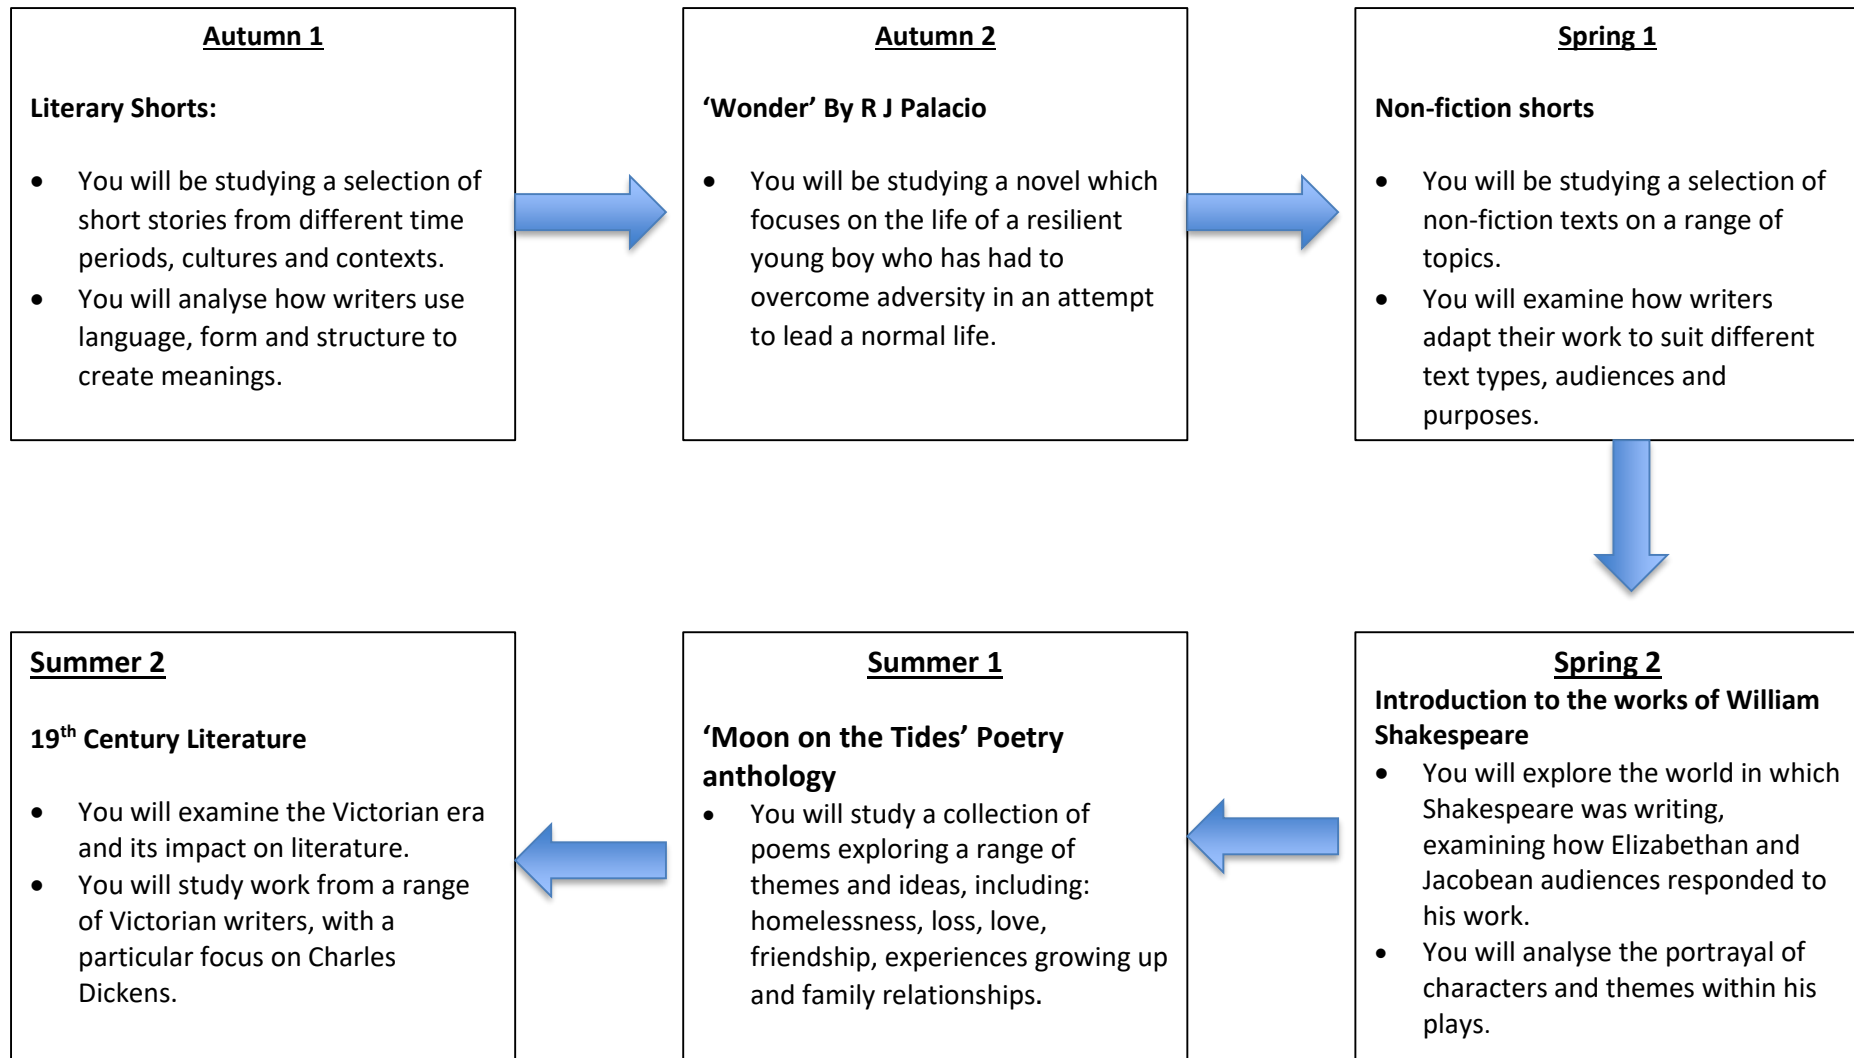 Autumn 1
Literary Shorts:
• You will be studying a selection of
short stories from different time
periods, cultures and contexts.
• You will analyse how writers use
language, form and structure to
create meanings.
Autumn 2
‘Wonder’ By R J Palacio
• You will be studying a novel which
focuses on the life of a resilient
young boy who has had to
overcome adversity in an attempt
to lead a normal life.
Spring 1
Non-fiction shorts
• You will be studying a selection of
non-fiction texts on a range of
topics.
• You will examine how writers
adapt their work to suit different
text types, audiences and
purposes.
Spring 2
Introduction to the works of William
Shakespeare
• You will explore the world in which
Shakespeare was writing,
examining how Elizabethan and
Jacobean audiences responded to
his work.
• You will analyse the portrayal of
characters and themes within his
plays.
Summer 1
‘Moon on the Tides’ Poetry
anthology
• You will study a collection of
poems exploring a range of
themes and ideas, including:
homelessness, loss, love,
friendship, experiences growing up
and family relationships.
Summer 2
19th Century Literature
• You will examine the Victorian era
and its impact on literature.
• You will study work from a range
of Victorian writers, with a
particular focus on Charles
Dickens.